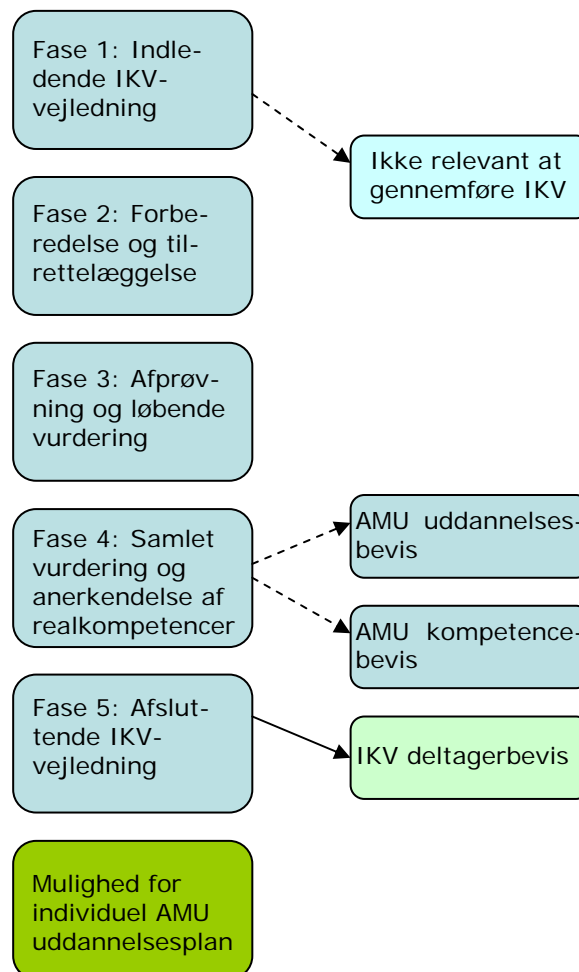 Fase 1: Indle-
dende IKV-
vejledning
Ikke relevant at
gennemføre IKV
Fase 2: Forbe-
redelse og til-
rettelæggelse
Fase 3: Afprøv-
ning og løbende
vurdering
Fase 4: Samlet
vurdering og
anerkendelse af
realkompetencer
AMU uddannelses-
bevis
AMU kompetence-
bevis
Fase 5: Afslut-
tende IKV-
vejledning
IKV deltagerbevis
Mulighed for
individuel AMU
uddannelsesplan